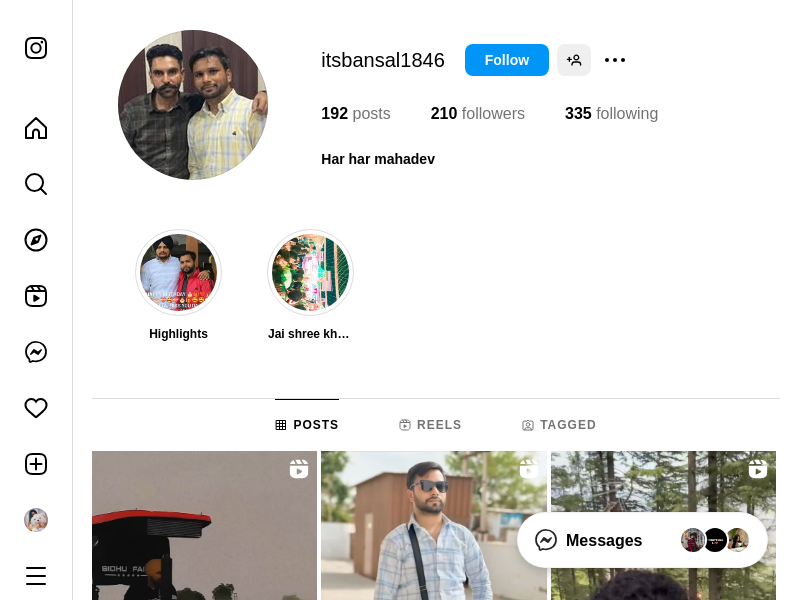 itsbansal1846
Follow
192 posts
210 followers
335 following
Har har mahadev
Highlights
Jai shree kh…
POSTS
REELS
TAGGED
SIDHU FA
Messages